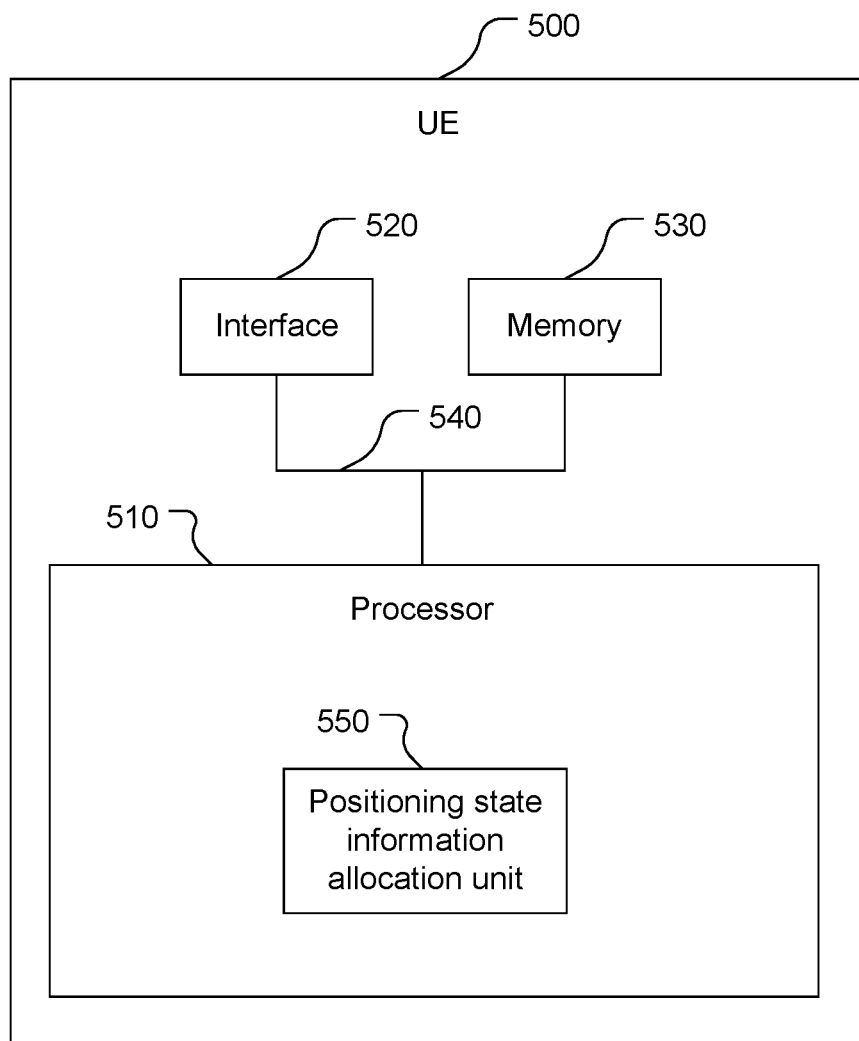 500
UE
520
530
Interface
Memory
540
510
Processor
550
Positioning state
information
allocation unit